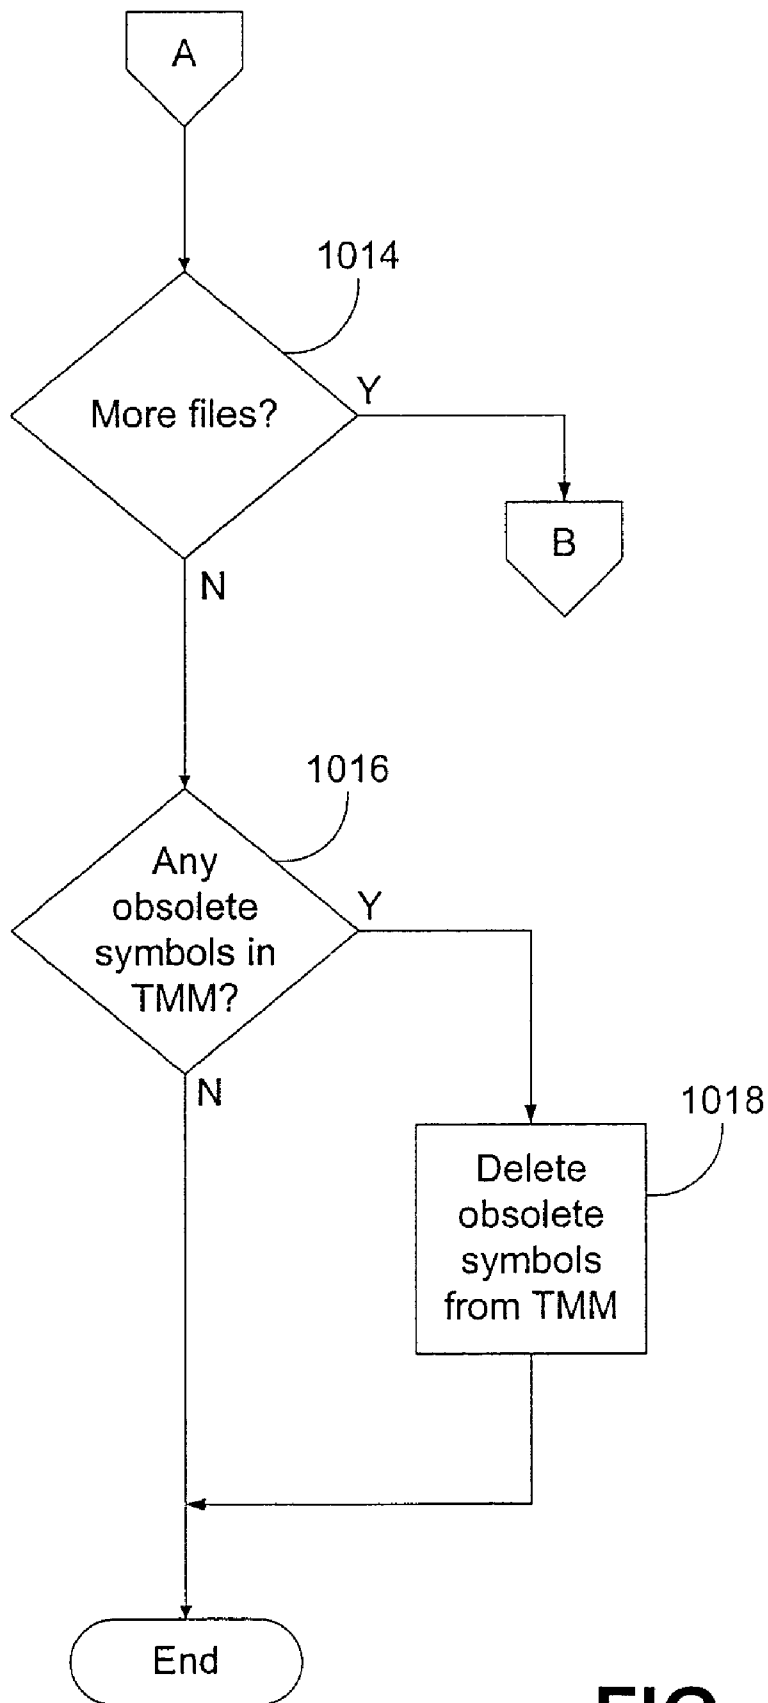 A
1014
More files?
Y
B
N
1016
Any
obsolete
symbols in
TMM?
Y
N
1018
Delete
obsolete
symbols
from TMM
End
FIG